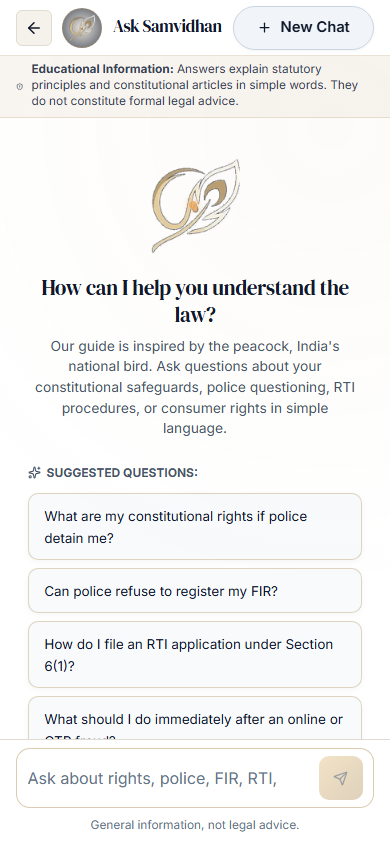 Ask Samvidhan
+ New Chat
Educational Information: Answers explain statutory
principles and constitutional articles in simple words. They
do not constitute formal legal advice.
How can I help you understand the
law?
Our guide is inspired by the peacock, India's
national bird. Ask questions about your
constitutional safeguards, police questioning, RTI
procedures, or consumer rights in simple
language.
SUGGESTED QUESTIONS:
What are my constitutional rights if police
detain me?
Can police refuse to register my FIR?
How do I file an RTI application under Section
6(1)?
What should I do immediately after an online or
Ask about rights, police, FIR, RTI,
General information, not legal advice.